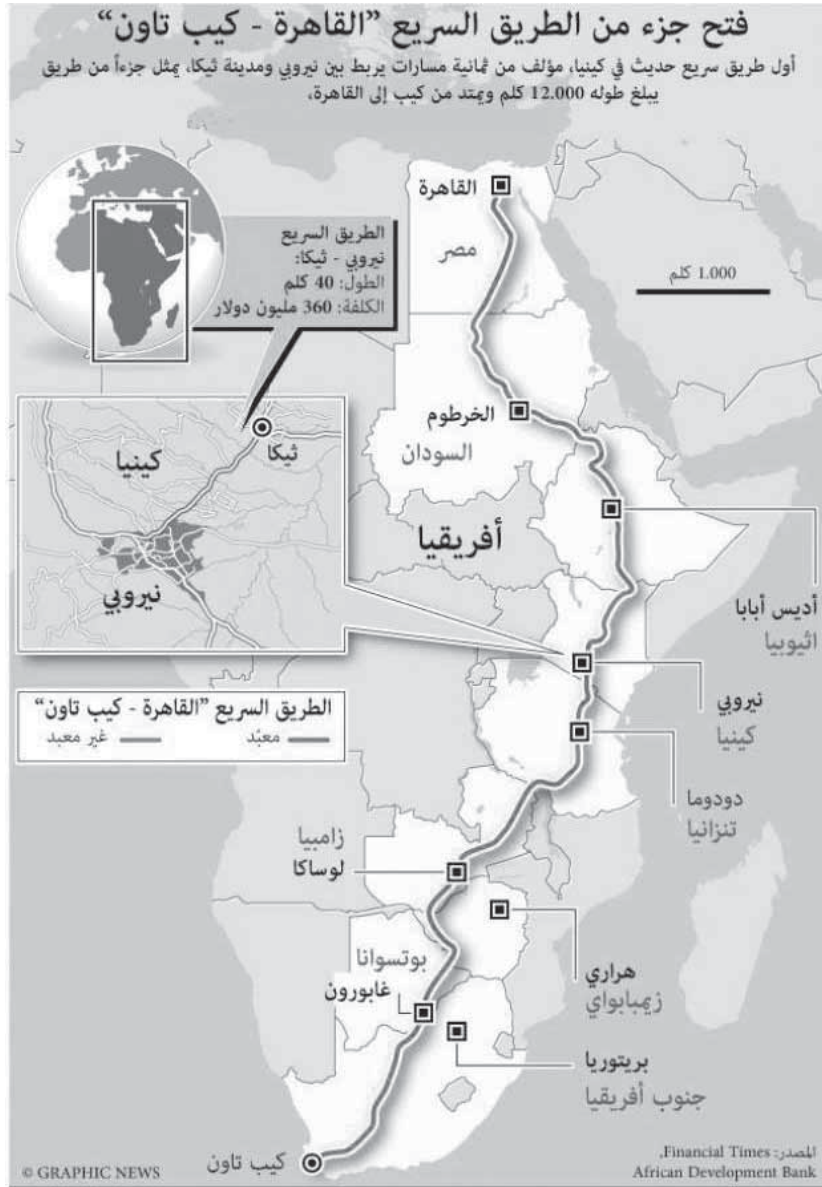 فتح جزء من الطريق السريع "القاهرة - كيب تاون"
أول طريق سريع حديث في كينيا، مؤلف من ثمانية مسارات يربط بين نيروبي ومدينة ثيكا، يمثل جزءاً من طريق
يبلغ طوله 12.000 كلم ويمتد من كيب إلى القاهرة،
القاهرة
مصر
1.000 كلم
الطريق السريع
نيروبي - ثيكا:
الطول: 40 كلم
الكلفة: 360 مليون دولار
الخرطوم
السودان
كينيا
ثيكا
نيروبي
أفريقيا
أديس أبابا
اثيوبيا
نيروبي
كينيا
الطريق السريع "القاهرة - كيب تاون"
معبّد
غير معبد
دودوما
تنزانيا
زامبيا
لوساكا
هراري
زيمبابواي
بوتسوانا
غابورون
بريتوريا
جنوب أفريقيا
كيب تاون
المصدر: Financial Times,
African Development Bank
© GRAPHIC NEWS